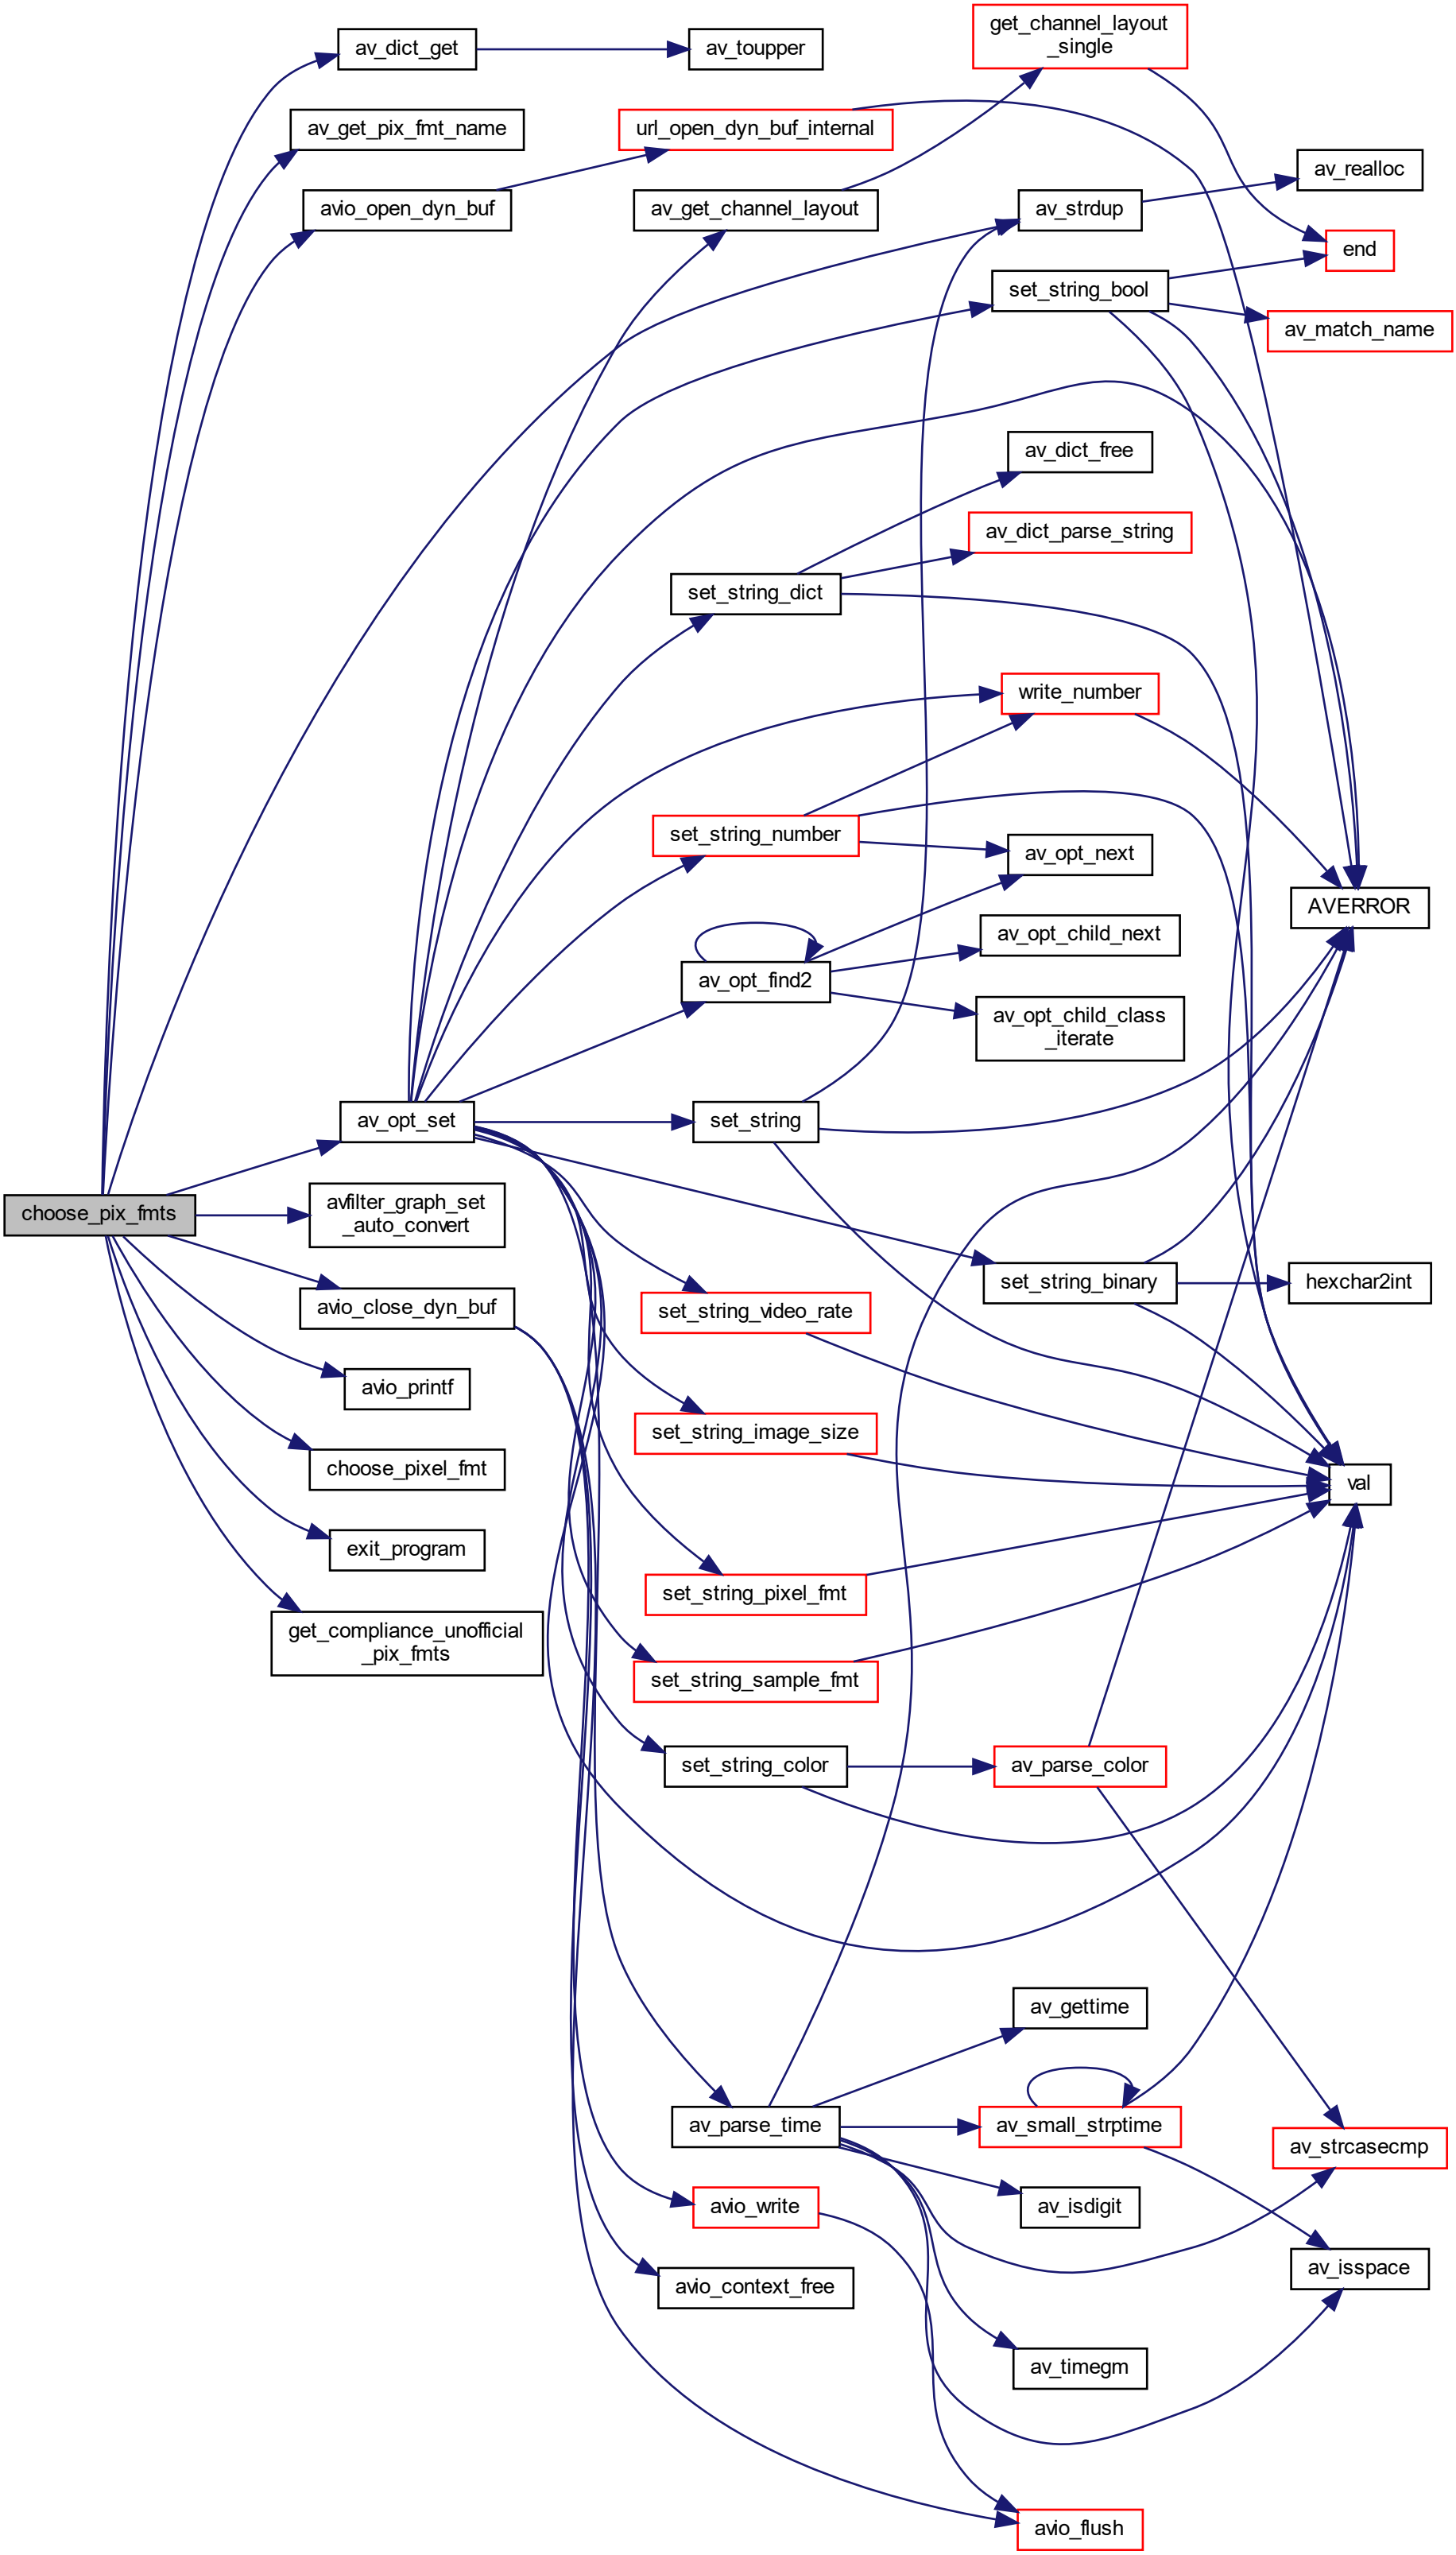 get_channel_layout
_single
av_dict_get
av_toupper
av_get_pix_fmt_name
url_open_dyn_buf_internal
av_realloc
avio_open_dyn_buf
av_get_channel_layout
av_strdup
end
set_string_bool
av_match_name
av_dict_free
av_dict_parse_string
set_string_dict
write_number
set_string_number
av_opt_next
AVERROR
av_opt_child_next
av_opt_find2
av_opt_child_class
_iterate
av_opt_set
set_string
choose_pix_fmts
avfilter_graph_set
_auto_convert
set_string_binary
hexchar2int
avio_close_dyn_buf
set_string_video_rate
avio_printf
set_string_image_size
choose_pixel_fmt
val
exit_program
set_string_pixel_fmt
get_compliance_unofficial
_pix_fmts
set_string_sample_fmt
set_string_color
av_parse_color
av_gettime
av_parse_time
av_small_strptime
av_strcasecmp
avio_write
av_isdigit
avio_context_free
av_isspace
av_timegm
avio_flush